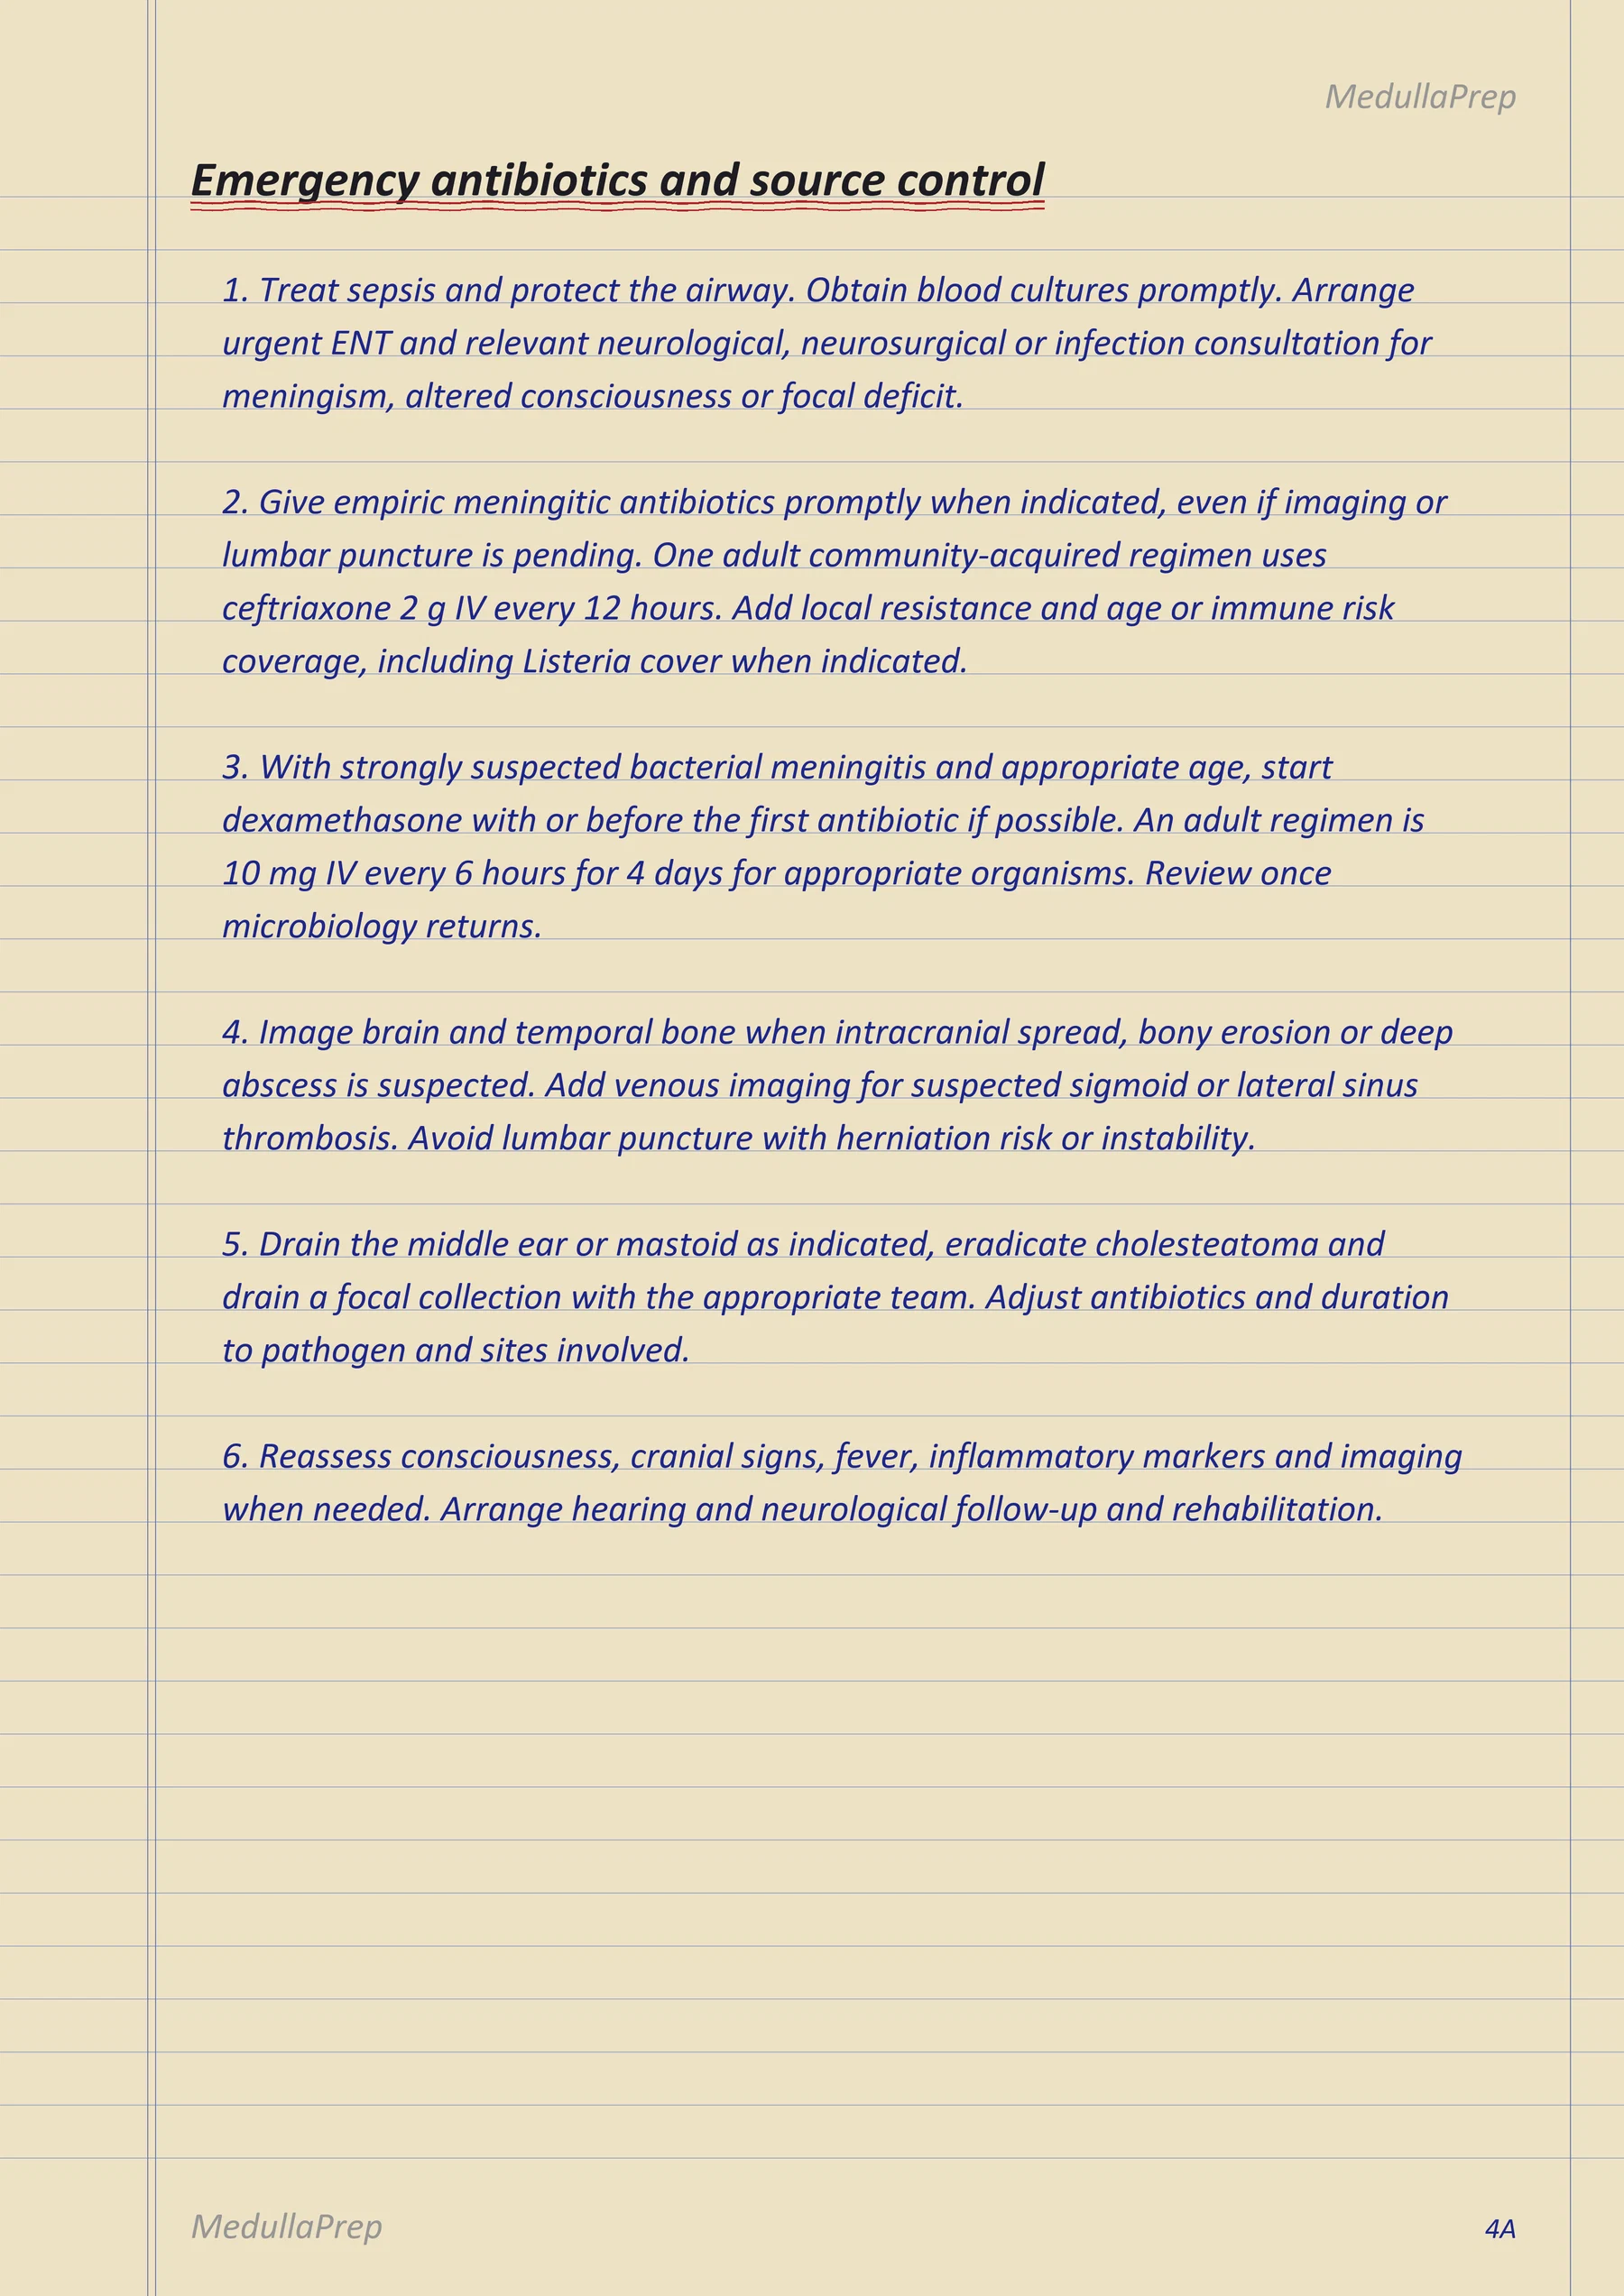 MedullaPrep
Emergency antibiotics and source control
1. Treat sepsis and protect the airway. Obtain blood cultures promptly. Arrange
urgent ENT and relevant neurological, neurosurgical or infection consultation for
meningism, altered consciousness or focal deficit.
2. Give empiric meningitic antibiotics promptly when indicated, even if imaging or
lumbar puncture is pending. One adult community-acquired regimen uses
ceftriaxone 2 g IV every 12 hours. Add local resistance and age or immune risk
coverage, including Listeria cover when indicated.
3. With strongly suspected bacterial meningitis and appropriate age, start
dexamethasone with or before the first antibiotic if possible. An adult regimen is
10 mg IV every 6 hours for 4 days for appropriate organisms. Review once
microbiology returns.
4. Image brain and temporal bone when intracranial spread, bony erosion or deep
abscess is suspected. Add venous imaging for suspected sigmoid or lateral sinus
thrombosis. Avoid lumbar puncture with herniation risk or instability.
5. Drain the middle ear or mastoid as indicated, eradicate cholesteatoma and
drain a focal collection with the appropriate team. Adjust antibiotics and duration
to pathogen and sites involved.
6. Reassess consciousness, cranial signs, fever, inflammatory markers and imaging
when needed. Arrange hearing and neurological follow-up and rehabilitation.
MedullaPrep
4A